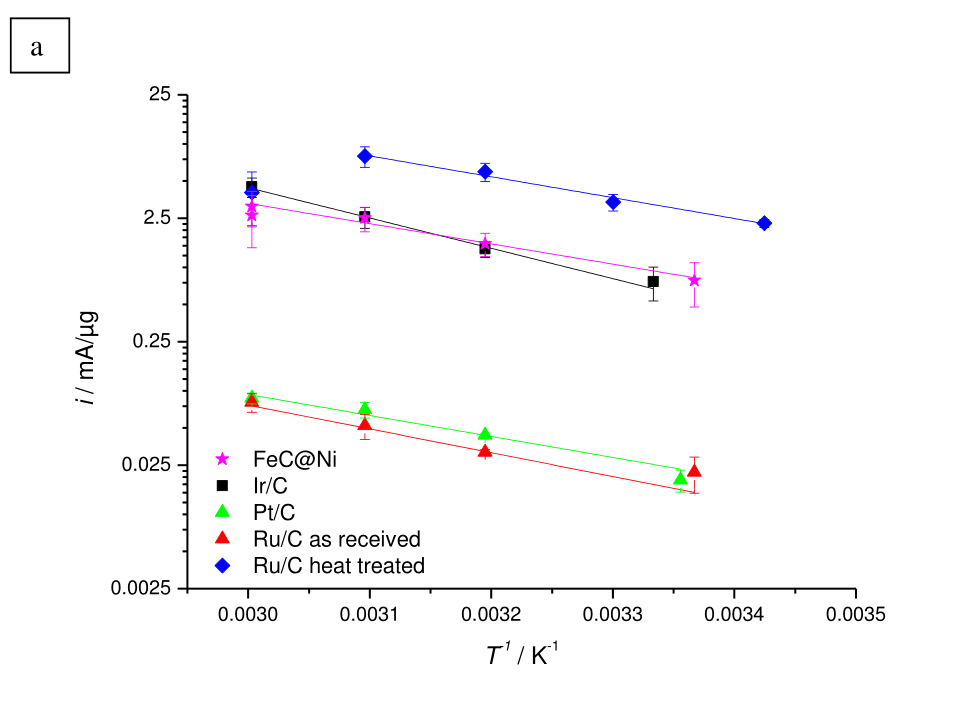 a
25
2.5
0.25
0.025
0.0025
i / mA/µg
FeC@Ni
Ir/C
Pt/C
Ru/C as received
Ru/C heat treated
0.0030 0.0031 0.0032 0.0033 0.0034 0.0035
T⁻¹ / K⁻¹